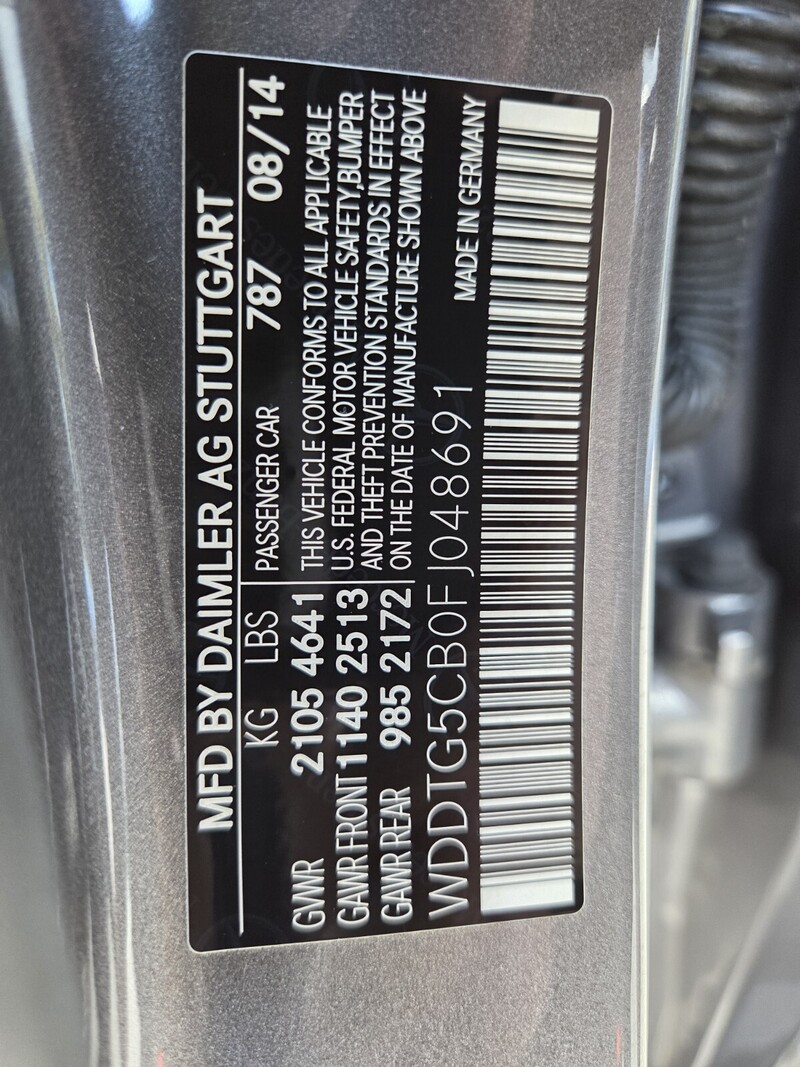 MFD BY DAIMLER AG STUTTGART
KG LBS PASSENGER CAR 787 08/14
GVWR 2105 4641 THIS VEHICLE CONFORMS TO ALL APPLICABLE
GAWR FRONT 1140 2513 U.S. FEDERAL MOTOR VEHICLE SAFETY,BUMPER
GAWR REAR 985 2172 AND THEFT PREVENTION STANDARDS IN EFFECT
ON THE DATE OF MANUFACTURE SHOWN ABOVE
WDDTG5CB0FJ048691 MADE IN GERMANY